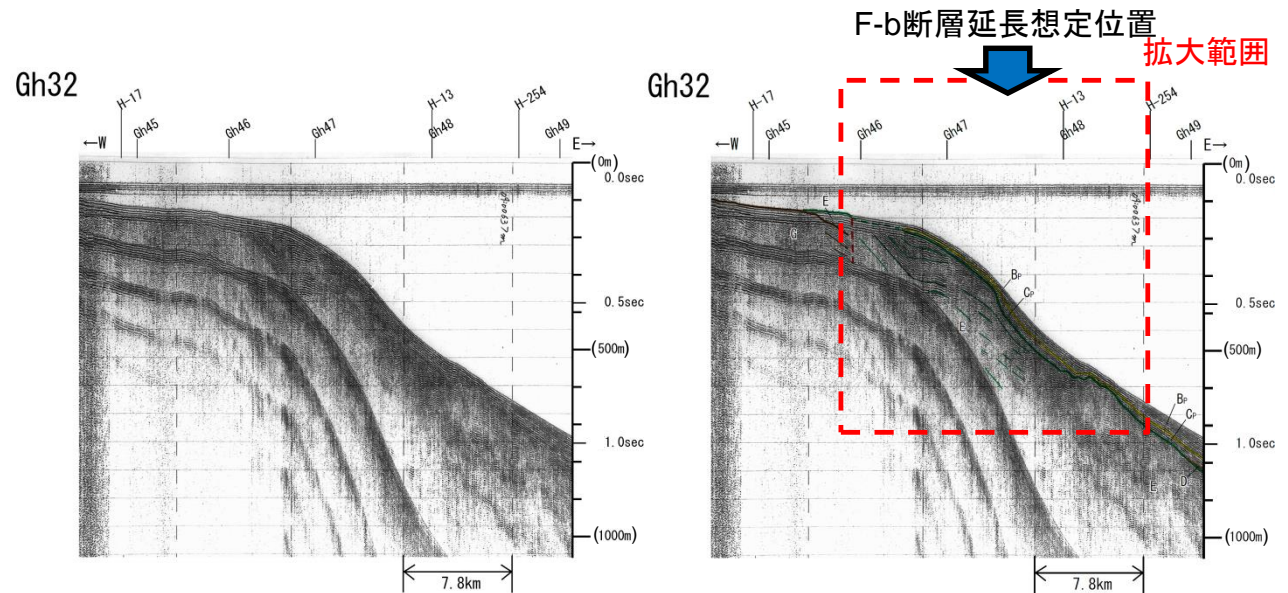 F-b断層延長想定位置
拡大範囲
Gh32
H-17
Gh45
Gh46
Gh47
H-13
Gh48
H-254
Gh49
←W
E→
(0m)
0.0sec
0.5sec
(500m)
1.0sec
(1000m)
7.8km
Gh32
H-17
Gh45
Gh46
Gh47
H-13
Gh48
H-254
Gh49
←W
E→
(0m)
0.0sec
E
G
BP
CP
0.5sec
E
(500m)
BP
CP
1.0sec
E
D
(1000m)
7.8km